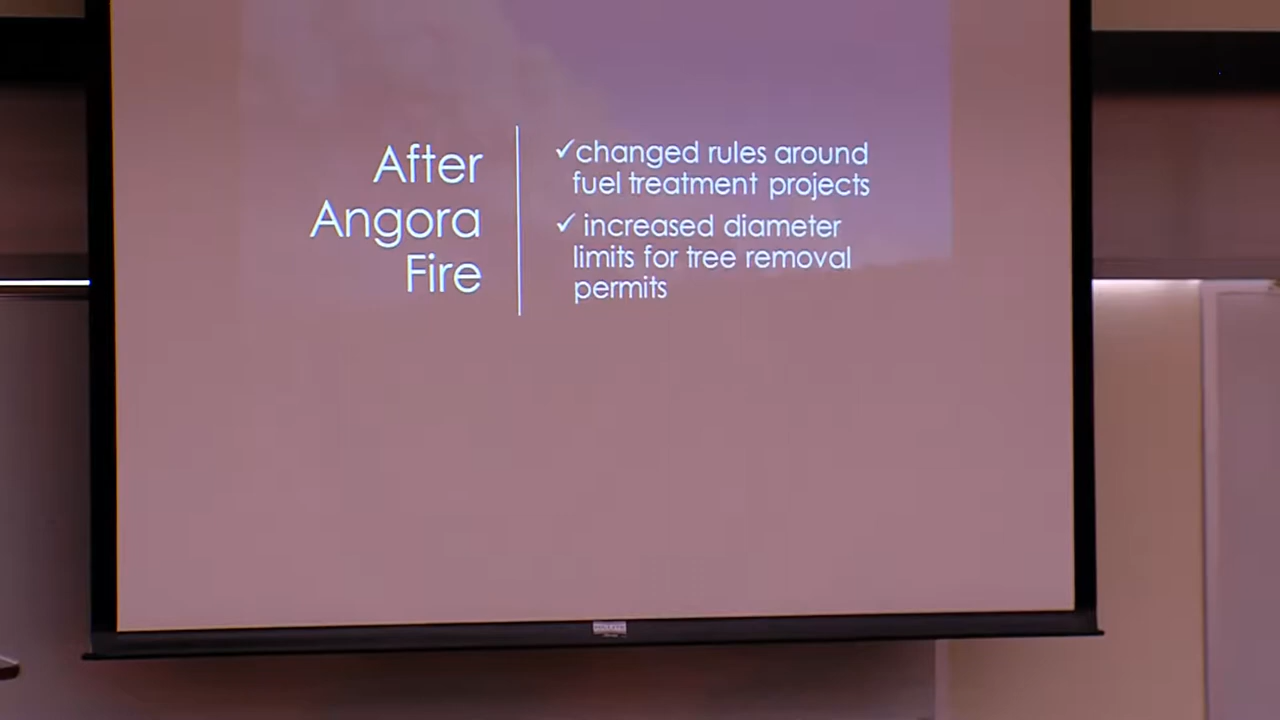 After
Angora
Fire
✓changed rules around
fuel treatment projects
✓ increased diameter
limits for tree removal
permits